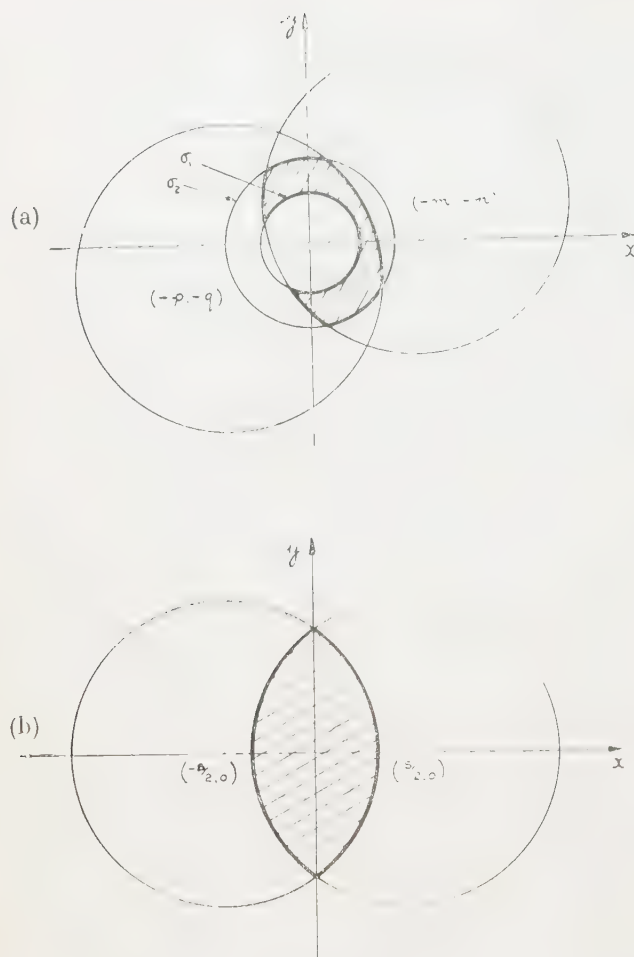 y
σ₁
σ₂
(a)
(-m -n
x
(-p.-q)
y
(b)
(-s/2,0)
(s/2,0)
x